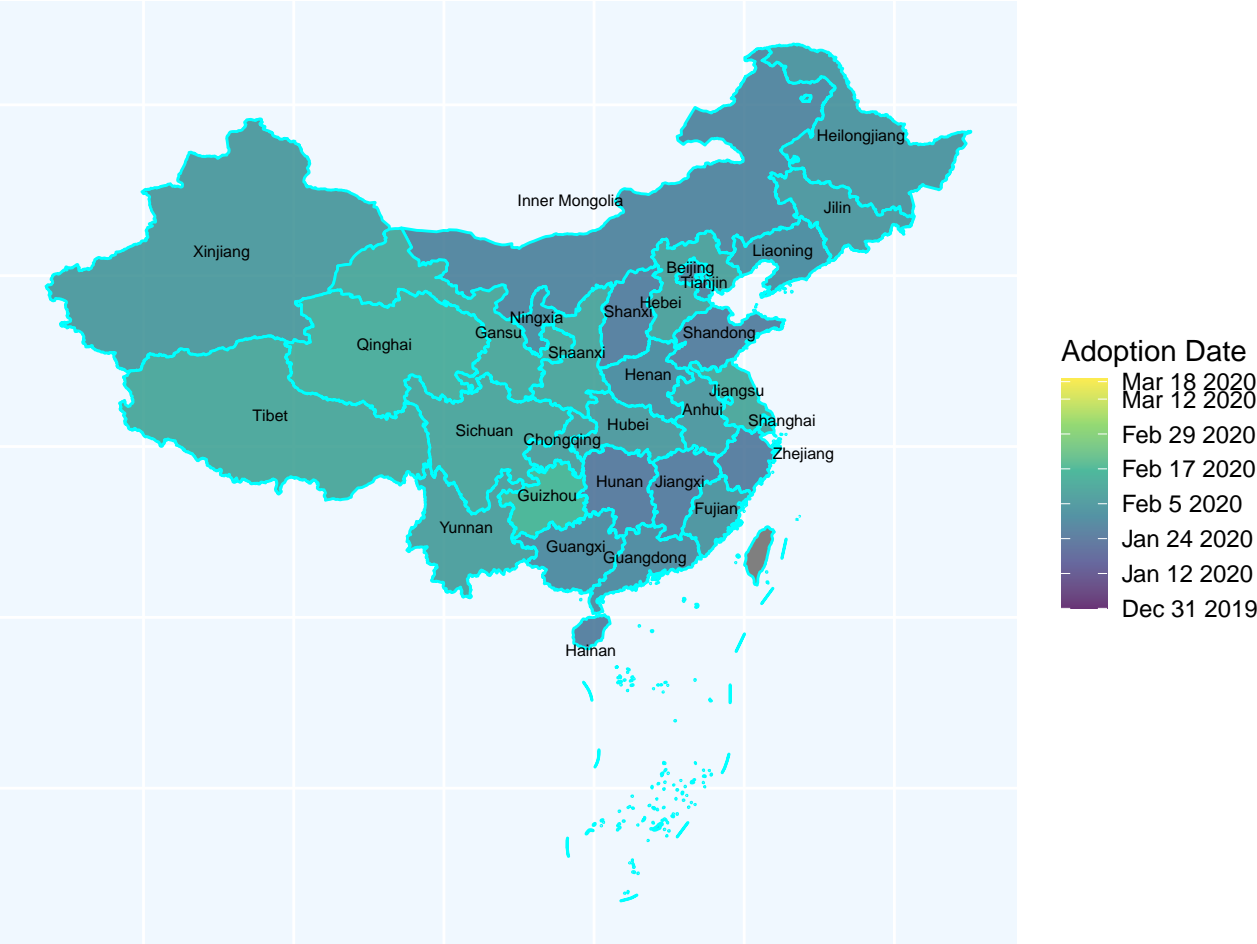 Heilongjiang
Inner Mongolia
Jilin
Xinjiang
Liaoning
Beijing
Tianjin
Hebei
Shanxi
Ningxia
Gansu
Shandong
Qinghai
Shaanxi
Henan
Jiangsu
Anhui
Tibet
Shanghai
Hubei
Sichuan
Chongqing
Zhejiang
Hunan
Jiangxi
Guizhou
Fujian
Yunnan
Guangxi
Guangdong
Hainan
Adoption Date
Mar 18 2020
Mar 12 2020
Feb 29 2020
Feb 17 2020
Feb 5 2020
Jan 24 2020
Jan 12 2020
Dec 31 2019